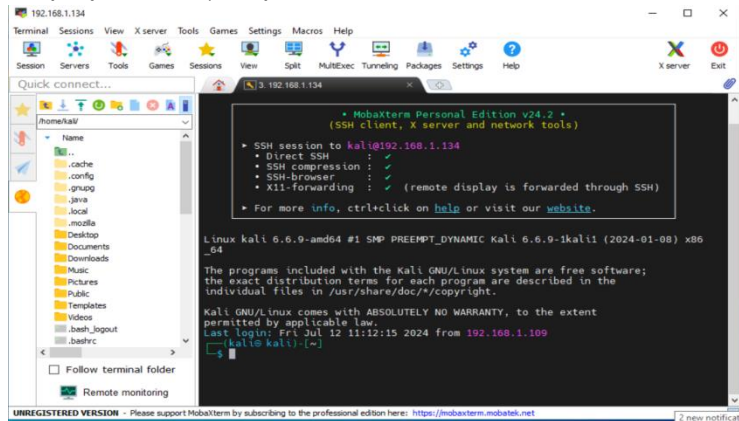 192.168.1.134
Terminal Sessions View X server Tools Games Settings Macros Help
Session Servers Tools Games Sessions View Split MultiExec Tunneling Packages Settings Help X server Exit
Quick connect...
3. 192.168.1.134
/home/kali/
Name
..
.cache
.config
.gnupg
.java
.local
.mozilla
Desktop
Documents
Downloads
Music
Pictures
Public
Templates
Videos
.bash_logout
.bashrc
Follow terminal folder
Remote monitoring
• MobaXterm Personal Edition v24.2 •
(SSH client, X server and network tools)
► SSH session to kali@192.168.1.134
• Direct SSH : ✓
• SSH compression : ✓
• SSH-browser : ✓
• X11-forwarding : ✓ (remote display is forwarded through SSH)
► For more info, ctrl+click on help or visit our website.
Linux kali 6.6.9-amd64 #1 SMP PREEMPT_DYNAMIC Kali 6.6.9-1kali1 (2024-01-08) x86
_64
The programs included with the Kali GNU/Linux system are free software;
the exact distribution terms for each program are described in the
individual files in /usr/share/doc/*/copyright.
Kali GNU/Linux comes with ABSOLUTELY NO WARRANTY, to the extent
permitted by applicable law.
Last login: Fri Jul 12 11:12:15 2024 from 192.168.1.109
┌──(kali㉿kali)-[~]
└─$
UNREGISTERED VERSION - Please support MobaXterm by subscribing to the professional edition here: https://mobaxterm.mobatek.net
2 new notificat